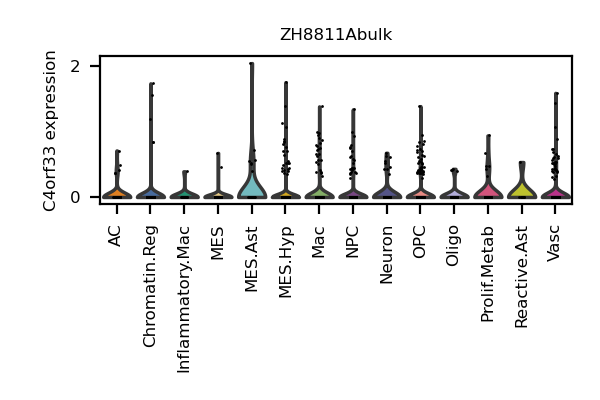 ZH8811Abulk
C4orf33 expression
2
0
AC
Chromatin.Reg
Inflammatory.Mac
MES
MES.Ast
MES.Hyp
Mac
NPC
Neuron
OPC
Oligo
Prolif.Metab
Reactive.Ast
Vasc